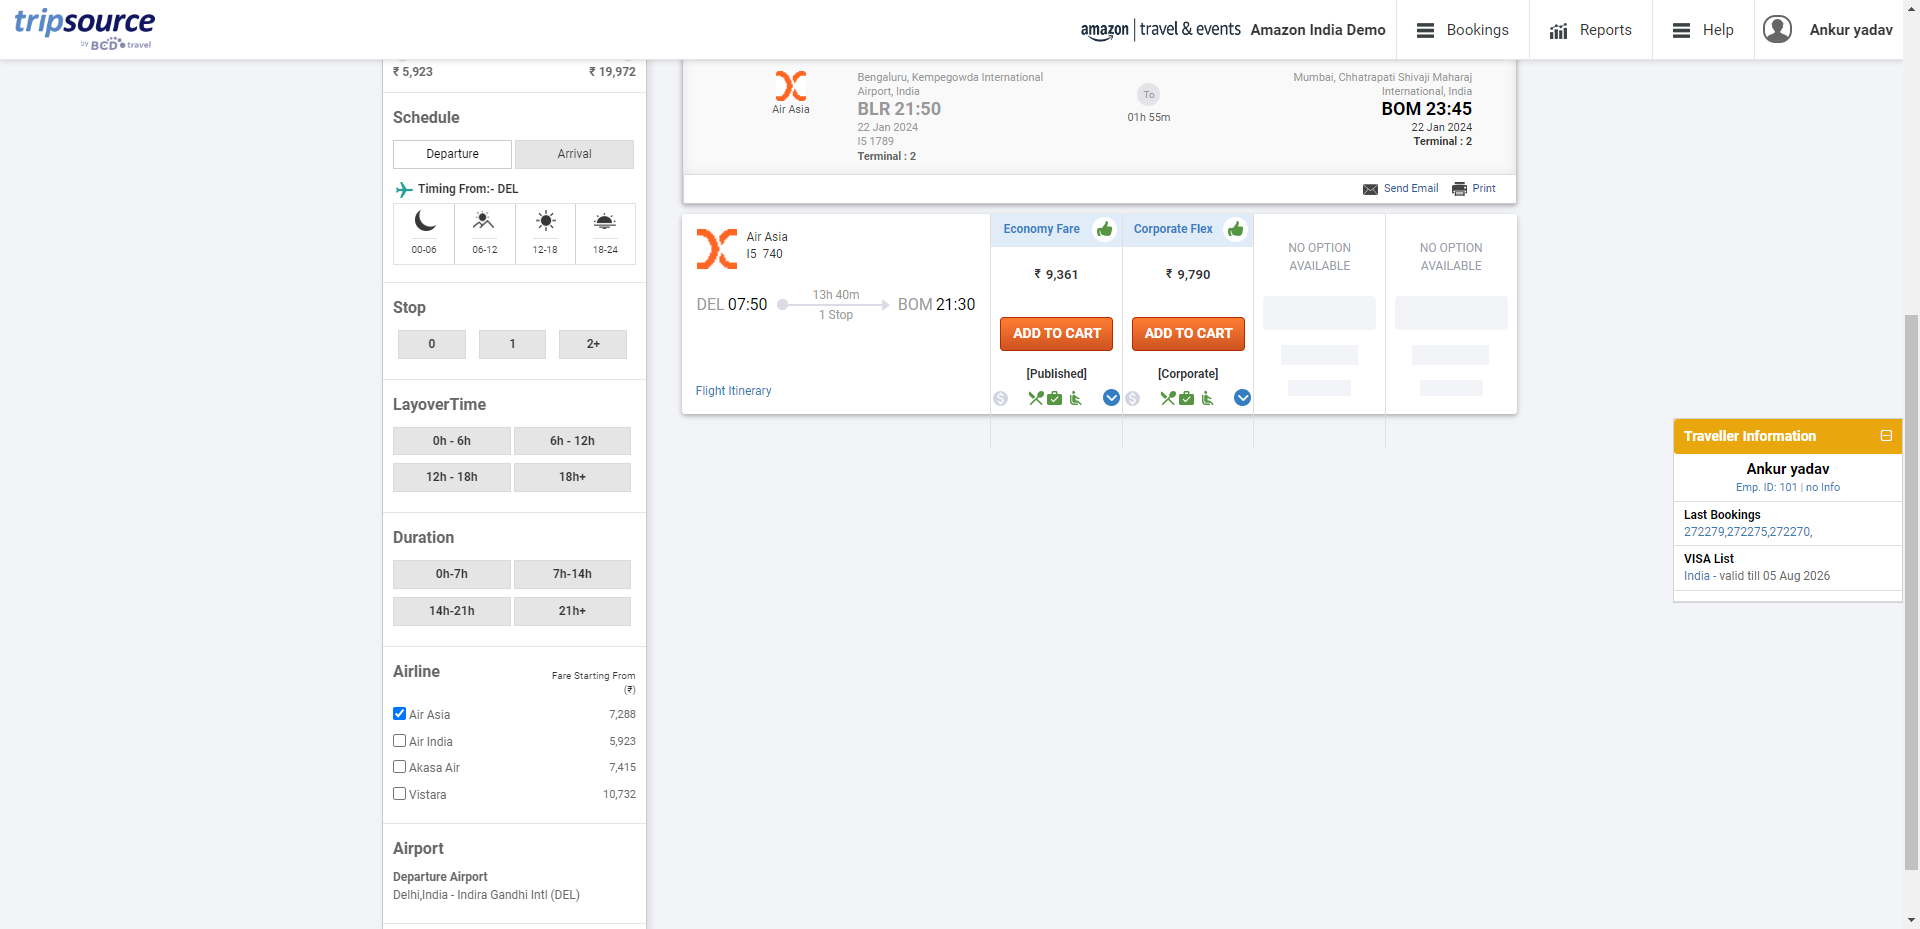 tripsource
by BCD travel
amazon | travel & events Amazon India Demo
Bookings
Reports
Help
Ankur yadav
₹ 5,923
₹ 19,972
Schedule
Departure
Arrival
Timing From:- DEL
00-06
06-12
12-18
18-24
Stop
0
1
2+
LayoverTime
0h - 6h
6h - 12h
12h - 18h
18h+
Duration
0h-7h
7h-14h
14h-21h
21h+
Airline
Fare Starting From
(₹)
Air Asia 7,288
Air India 5,923
Akasa Air 7,415
Vistara 10,732
Airport
Departure Airport
Delhi,India - Indira Gandhi Intl (DEL)
Air Asia
Bengaluru, Kempegowda International
Airport, India
BLR 21:50
22 Jan 2024
I5 1789
Terminal : 2
To
01h 55m
Mumbai, Chhatrapati Shivaji Maharaj
International, India
BOM 23:45
22 Jan 2024
Terminal : 2
Send Email
Print
Air Asia
I5 740
DEL 07:50
13h 40m
1 Stop
BOM 21:30
Flight Itinerary
Economy Fare
₹ 9,361
ADD TO CART
[Published]
Corporate Flex
₹ 9,790
ADD TO CART
[Corporate]
NO OPTION
AVAILABLE
NO OPTION
AVAILABLE
Traveller Information
Ankur yadav
Emp. ID: 101 | no Info
Last Bookings
272279,272275,272270,
VISA List
India - valid till 05 Aug 2026